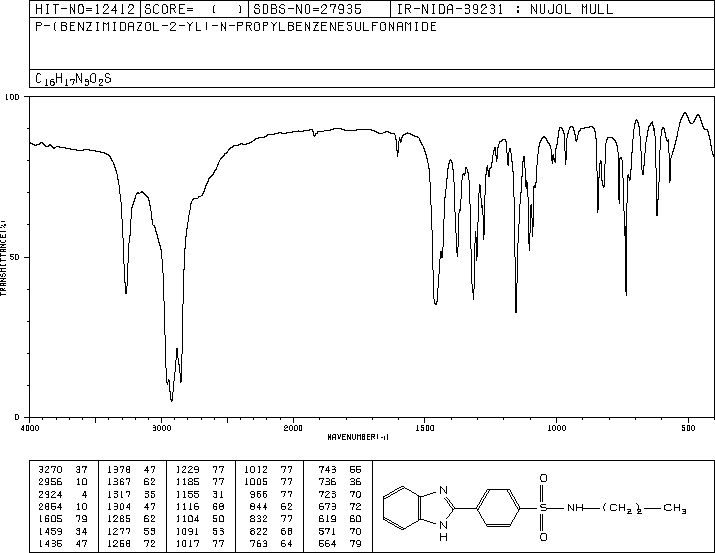 HIT-NO=12412 SCORE= ( ) SDBS-NO=27935 IR-NIDA-39231 : NUJOL MULL
P-(BENZIMIDAZOL-2-YL)-N-PROPYLBENZENESULFONAMIDE
C16H17N3O2S
100
50
0
TRANSMITTANCE(%)
4000 3000 2000 1500 1000 500
WAVENUMBER(-1)
3270 37 1378 47 1229 77 1012 77 743 55
2956 10 1367 62 1185 77 1005 77 736 36
2924 4 1317 35 1155 31 966 77 723 70
2854 10 1304 47 1116 68 844 62 673 72
1605 79 1285 62 1104 50 832 77 619 60
1459 34 1277 53 1091 53 822 68 571 70
1436 47 1268 72 1017 77 763 64 564 79
O
N
S NH (CH2)2 CH3
N
H
O